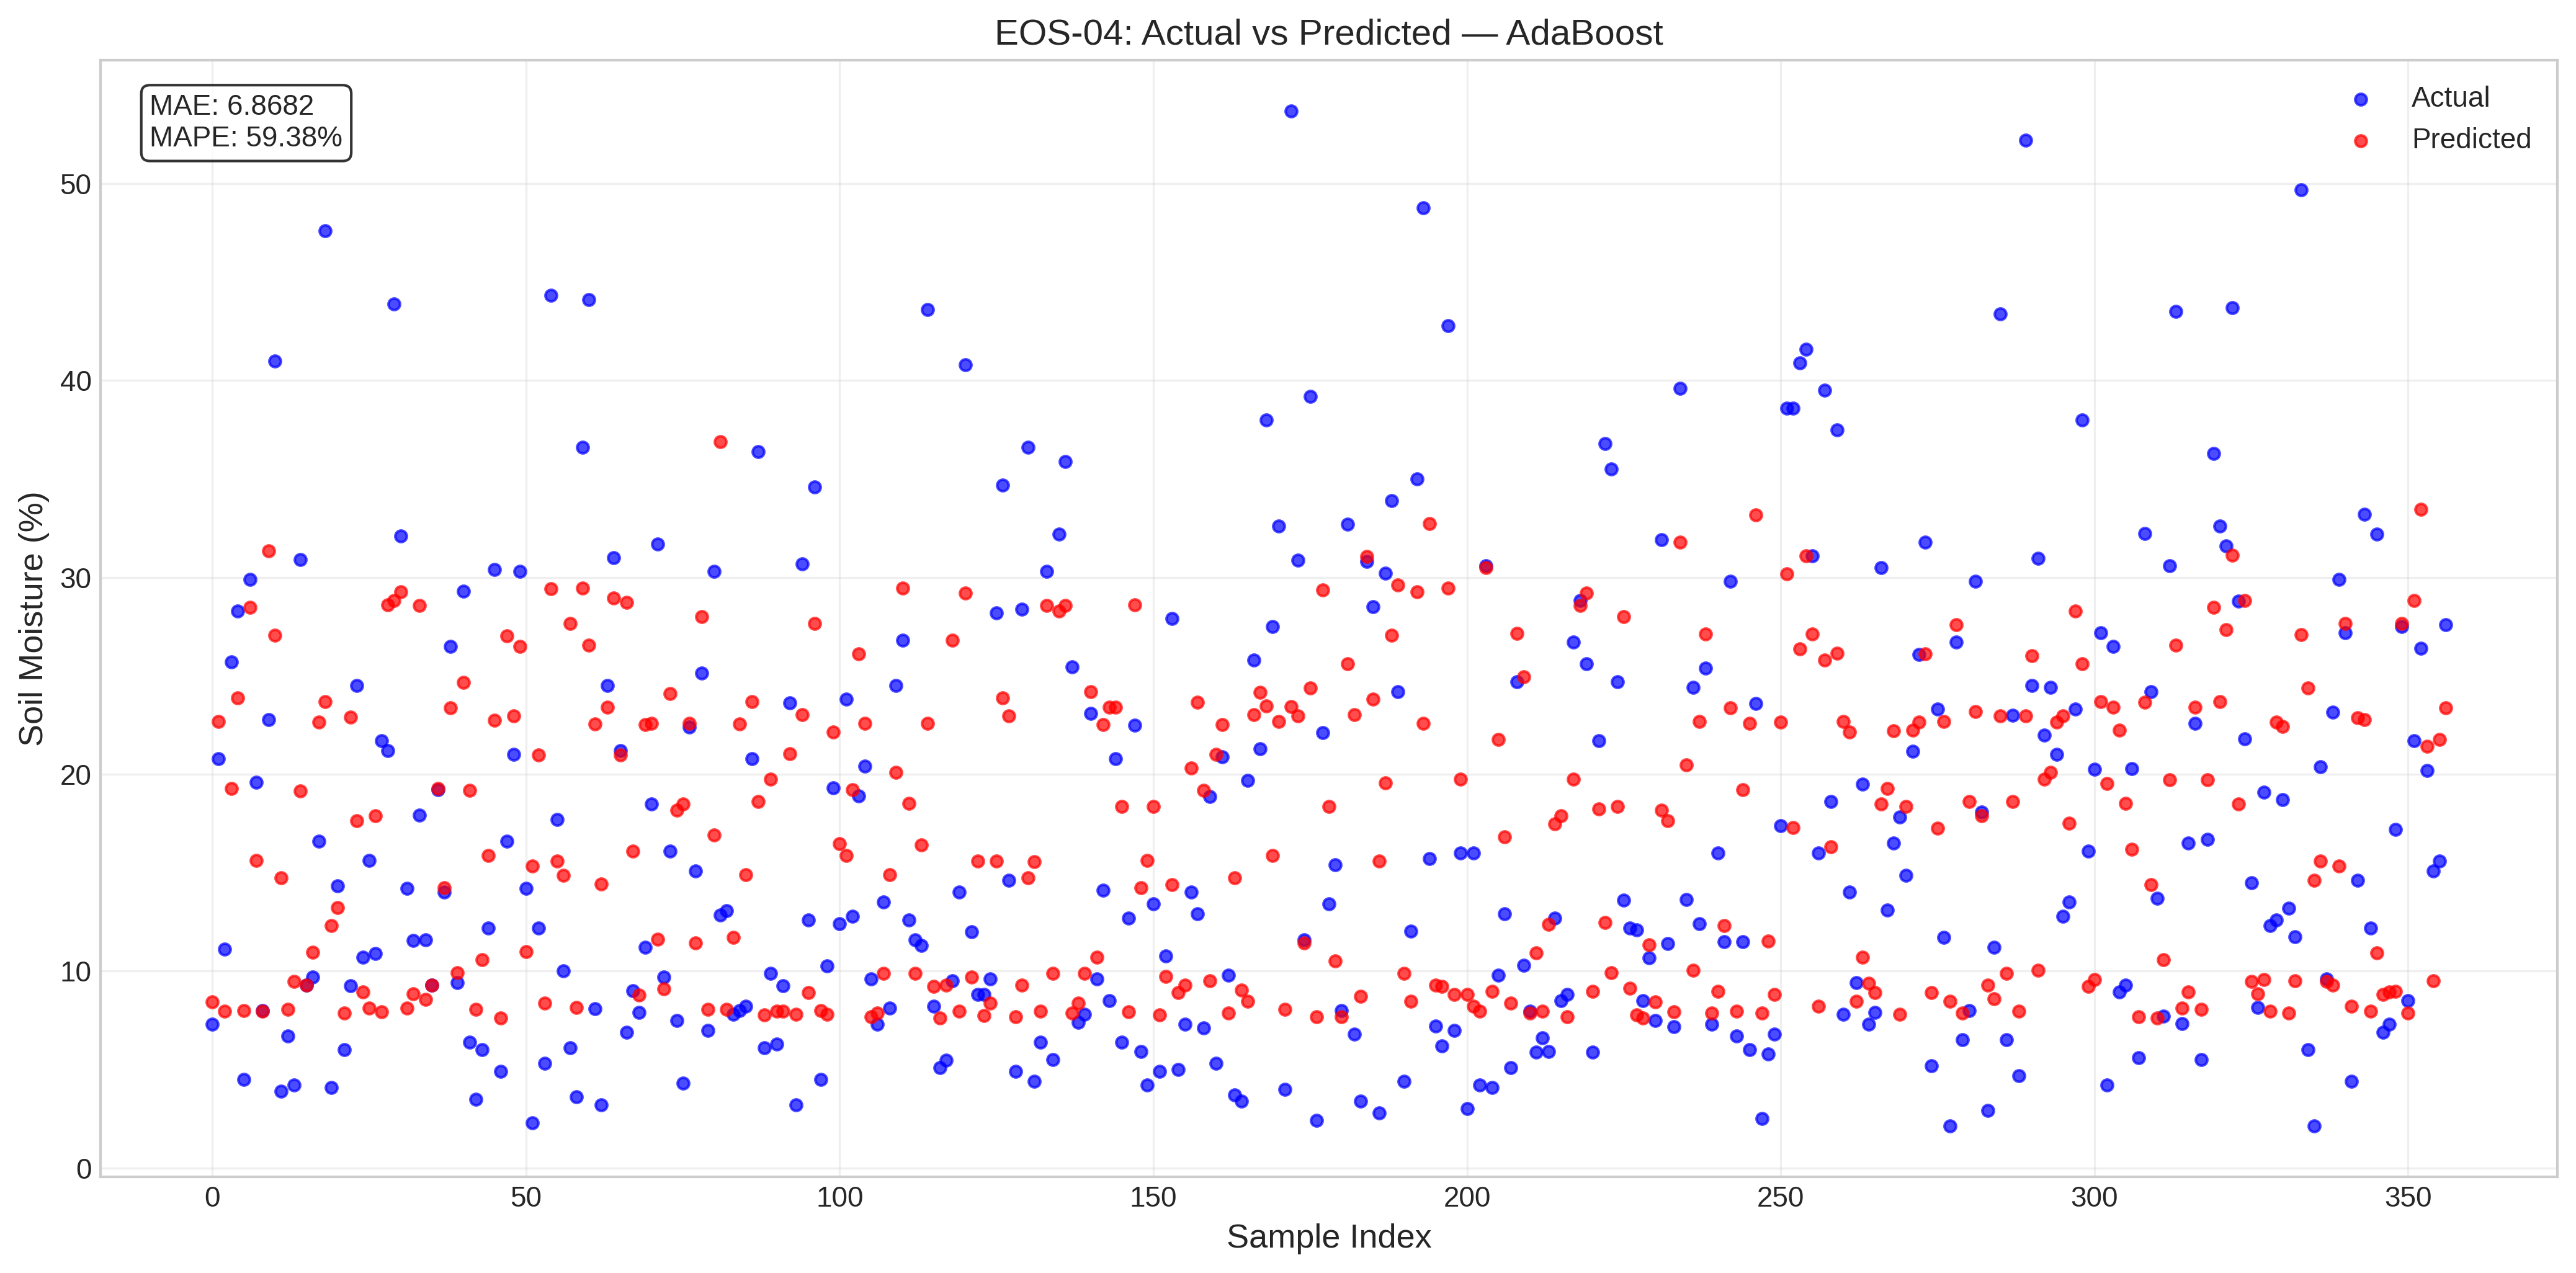 EOS-04: Actual vs Predicted — AdaBoost
MAE: 6.8682
MAPE: 59.38%
Actual
Predicted
Soil Moisture (%)
50
40
30
20
10
0
0 50 100 150 200 250 300 350
Sample Index